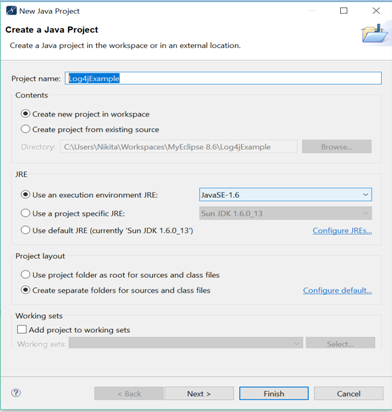 New Java Project
Create a Java Project
Create a Java project in the workspace or in an external location.
Project name: Log4jExample
Contents
Create new project in workspace
Create project from existing source
Directory: C:\Users\Nikita\Workspaces\MyEclipse 8.6\Log4jExample Browse...
JRE
Use an execution environment JRE: JavaSE-1.6
Use a project specific JRE: Sun JDK 1.6.0_13
Use default JRE (currently 'Sun JDK 1.6.0_13') Configure JREs...
Project layout
Use project folder as root for sources and class files
Create separate folders for sources and class files Configure default...
Working sets
Add project to working sets
Working sets: Select...
? < Back Next > Finish Cancel